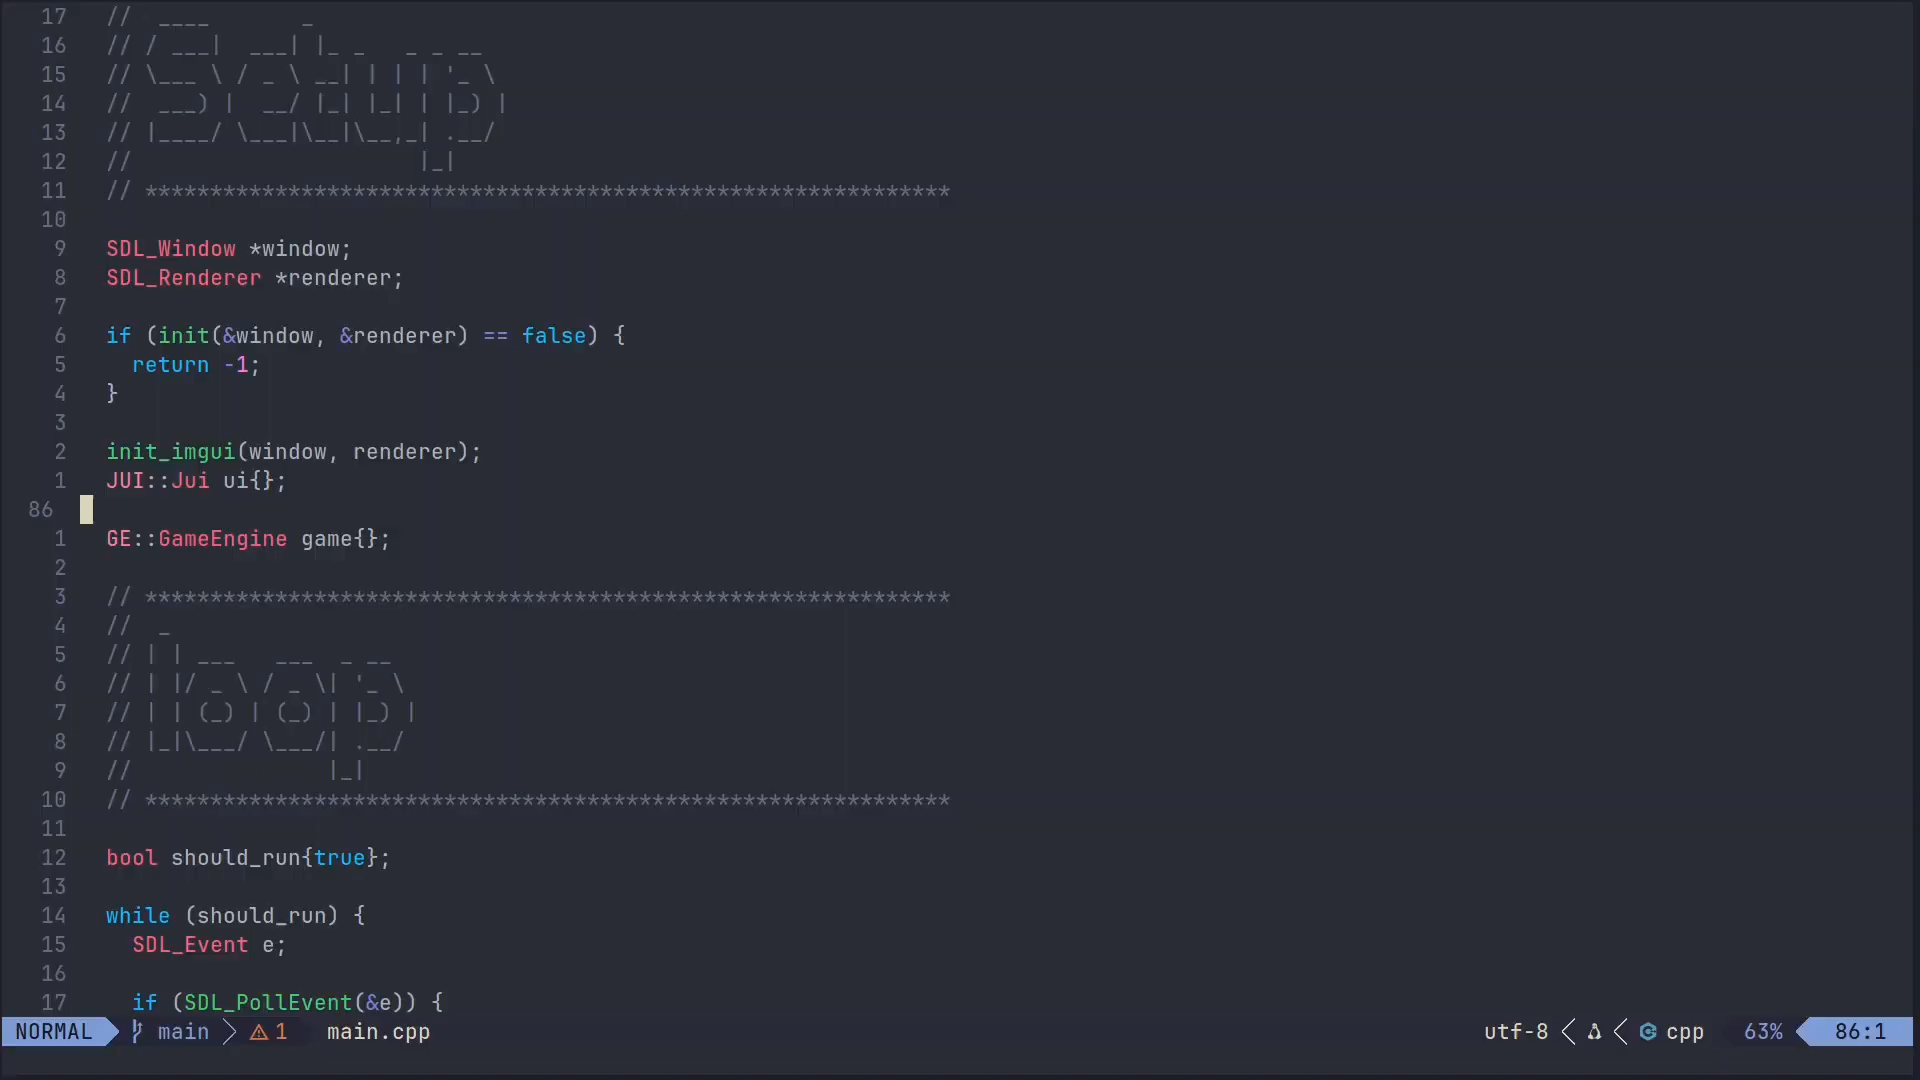 17  //  ____       _
16  // / ___|  ___| |_ _   _ _ __
15  // \___ \ / _ \ __| | | | '_ \
14  //  ___) |  __/ |_| |_| | |_) |
13  // |____/ \___|\__|\__,_| .__/
12  //                      |_|
11  // **************************************************************
10
9  SDL_Window *window;
8  SDL_Renderer *renderer;
7
6  if (init(&window, &renderer) == false) {
5    return -1;
4  }
3
2  init_imgui(window, renderer);
1  JUI::Jui ui{};
86
1  GE::GameEngine game{};
2
3  // **************************************************************
4  //  _
5  // | | ___   ___  _ __
6  // | |/ _ \ / _ \| '_ \
7  // | | (_) | (_) | |_) |
8  // |_|\___/ \___/| .__/
9  //               |_|
10  // **************************************************************
11
12  bool should_run{true};
13
14  while (should_run) {
15    SDL_Event e;
16
17    if (SDL_PollEvent(&e)) {
NORMAL main 1 main.cpp utf-8 cpp 63% 86:1